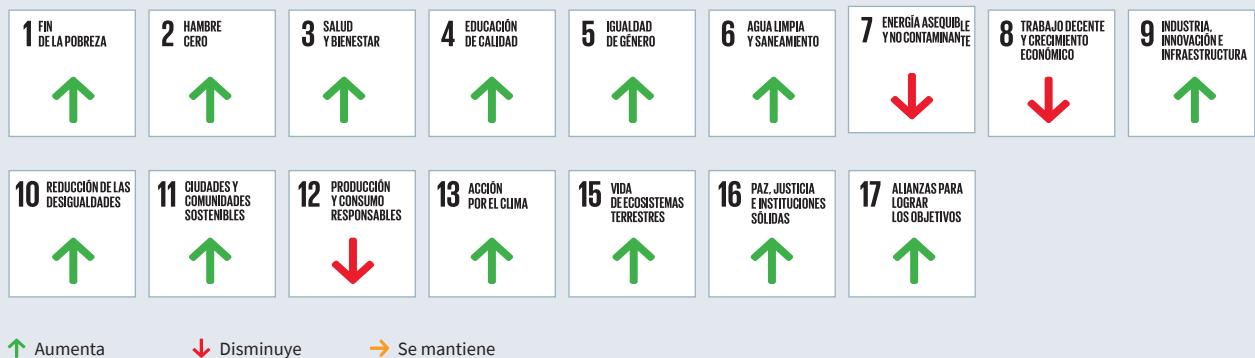 1 FIN
DE LA POBREZA
2 HAMBRE
CERO
3 SALUD
Y BIENESTAR
4 EDUCACIÓN
DE CALIDAD
5 IGUALDAD
DE GÉNERO
6 AGUA LIMPIA
Y SANEAMIENTO
7 ENERGÍA ASEQUIBLE
Y NO CONTAMINANTE
8 TRABAJO DECENTE
Y CRECIMIENTO
ECONÓMICO
9 INDUSTRIA,
INNOVACIÓN E
INFRAESTRUCTURA
10 REDUCCIÓN DE LAS
DESIGUALDADES
11 CIUDADES Y
COMUNIDADES
SOSTENIBLES
12 PRODUCCIÓN
Y CONSUMO
RESPONSABLES
13 ACCIÓN
POR EL CLIMA
15 VIDA
DE ECOSISTEMAS
TERRESTRES
16 PAZ, JUSTICIA
E INSTITUCIONES
SÓLIDAS
17 ALIANZAS PARA
LOGRAR
LOS OBJETIVOS
Aumenta Disminuye Se mantiene